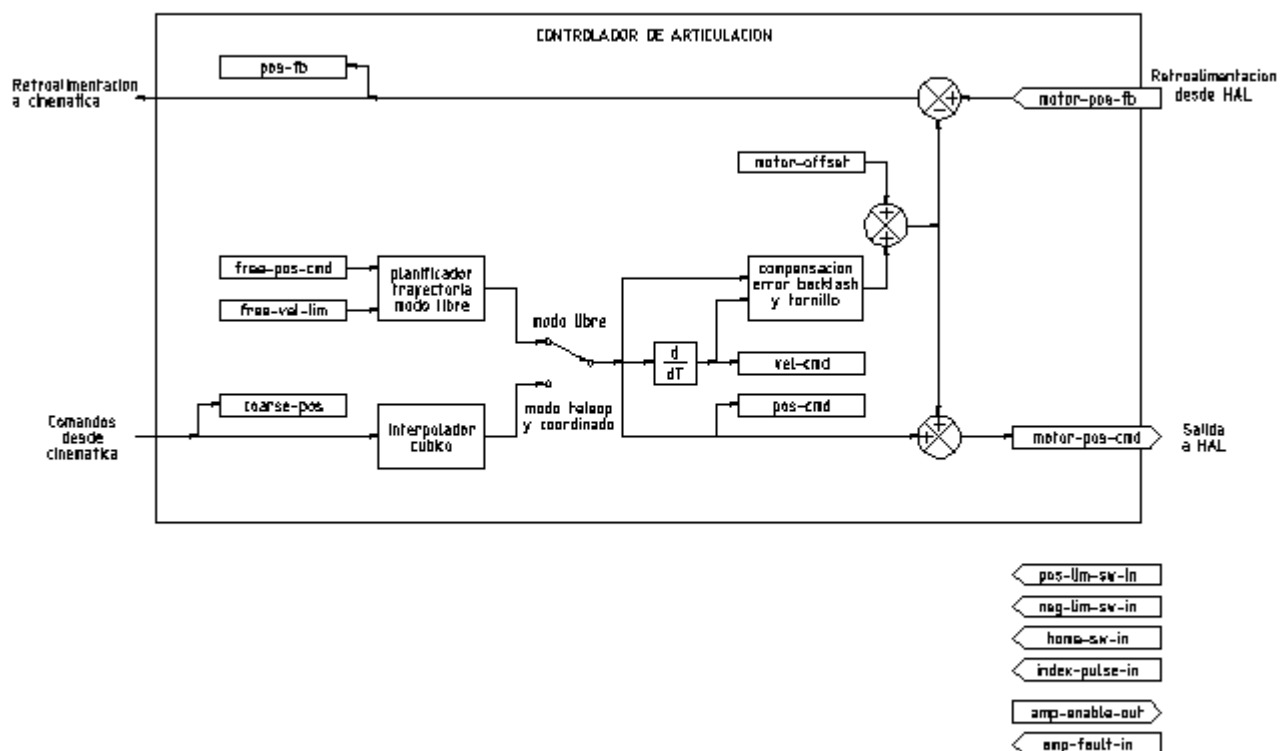 CONTROLADOR DE ARTICULACION
pos-fb
Retroalimentacion
a cinematica
motor-pos-fb
Retroalimentacion
desde HAL
motor-offset
free-pos-cmd
free-vel-lim
planificador
trayectoria
modo libre
compensacion
error backlash
y tornillo
modo libre
d
dT
vel-cmd
coarse-pos
modo teleop
y coordinado
pos-cmd
Comandos
desde
cinematica
interpolador
cubico
motor-pos-cmd
Salida
a HAL
pos-lim-sw-in
neg-lim-sw-in
home-sw-in
index-pulse-in
amp-enable-out
amp-fault-in